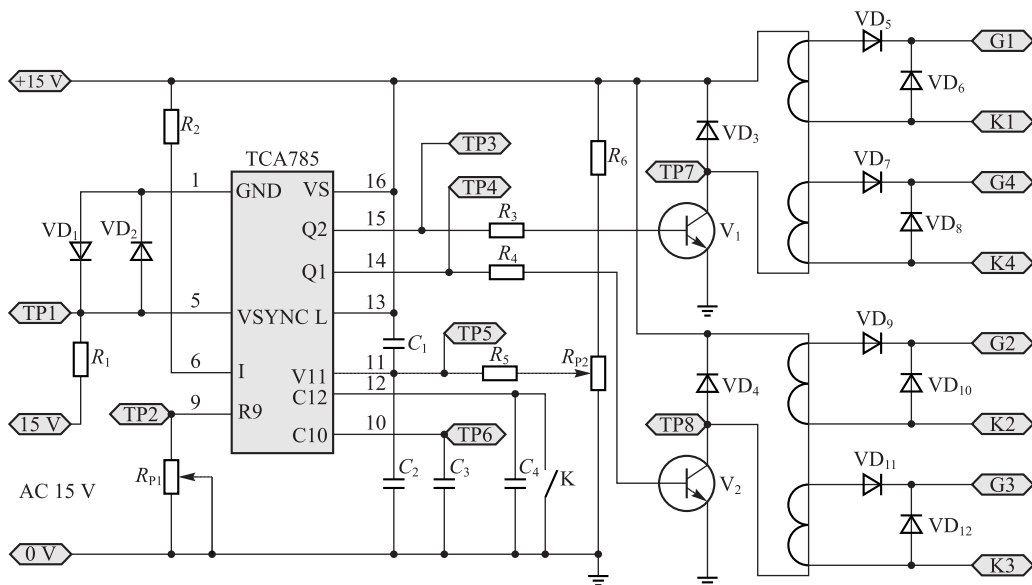 VD5
G1
+15 V
VD6
R2
VD3
K1
TCA785
TP3
R6
1
GND
VS
16
TP4
TP7
VD7
G4
VD1
VD2
Q2
15
R3
V1
VD8
Q1
14
R4
K4
TP1
5
VSYNC L
13
VD9
R1
C1
TP5
G2
6
I
V11
11
R5
RP2
VD4
VD10
12
TP2
9
R9
C12
TP8
K2
15 V
C10
10
TP6
VD11
RP1
C2
C3
C4
K
V2
G3
AC 15 V
VD12
0 V
K3